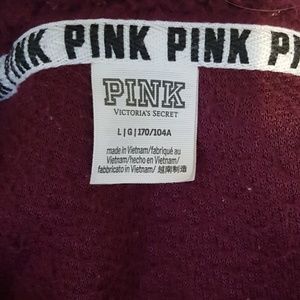 PINK PINK PINK PINK
PINK
VICTORIA'S SECRET
L | G | 170/104A
made in Vietnam/fabriqué au
Vietnam/hecho en Vietnam/
fabbricato in Vietnam/ 越南制造